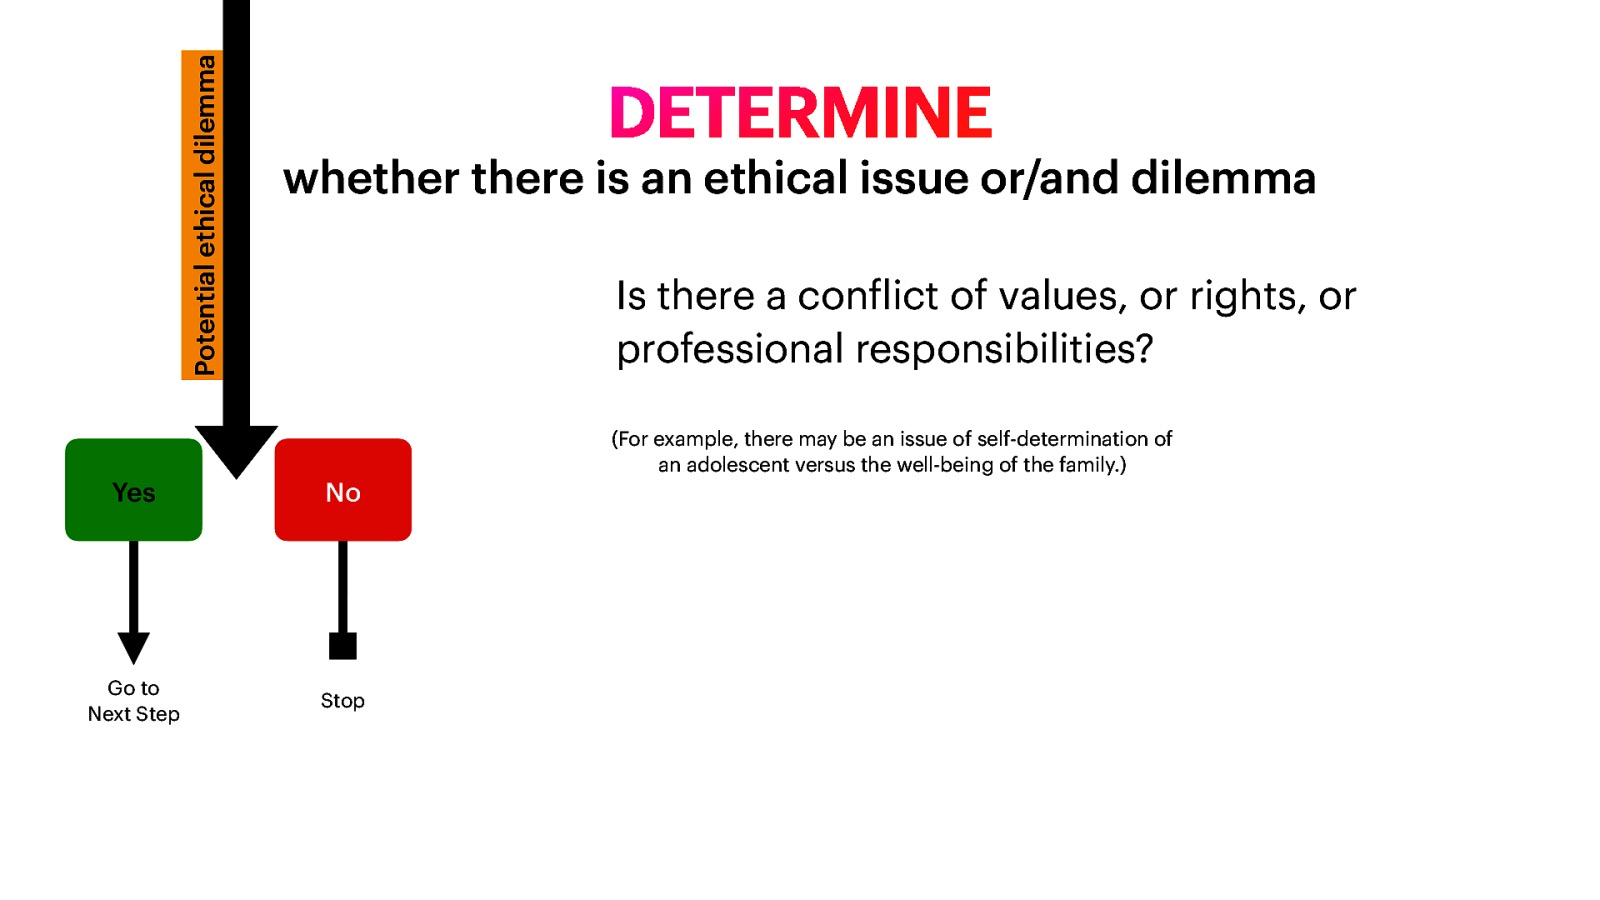 Potential ethical dilemma
DETERMINE
whether there is an ethical issue or/and dilemma
Is there a conflict of values, or rights, or
professional responsibilities?
(For example, there may be an issue of self-determination of
an adolescent versus the well-being of the family.)
Yes
No
Go to
Next Step
Stop